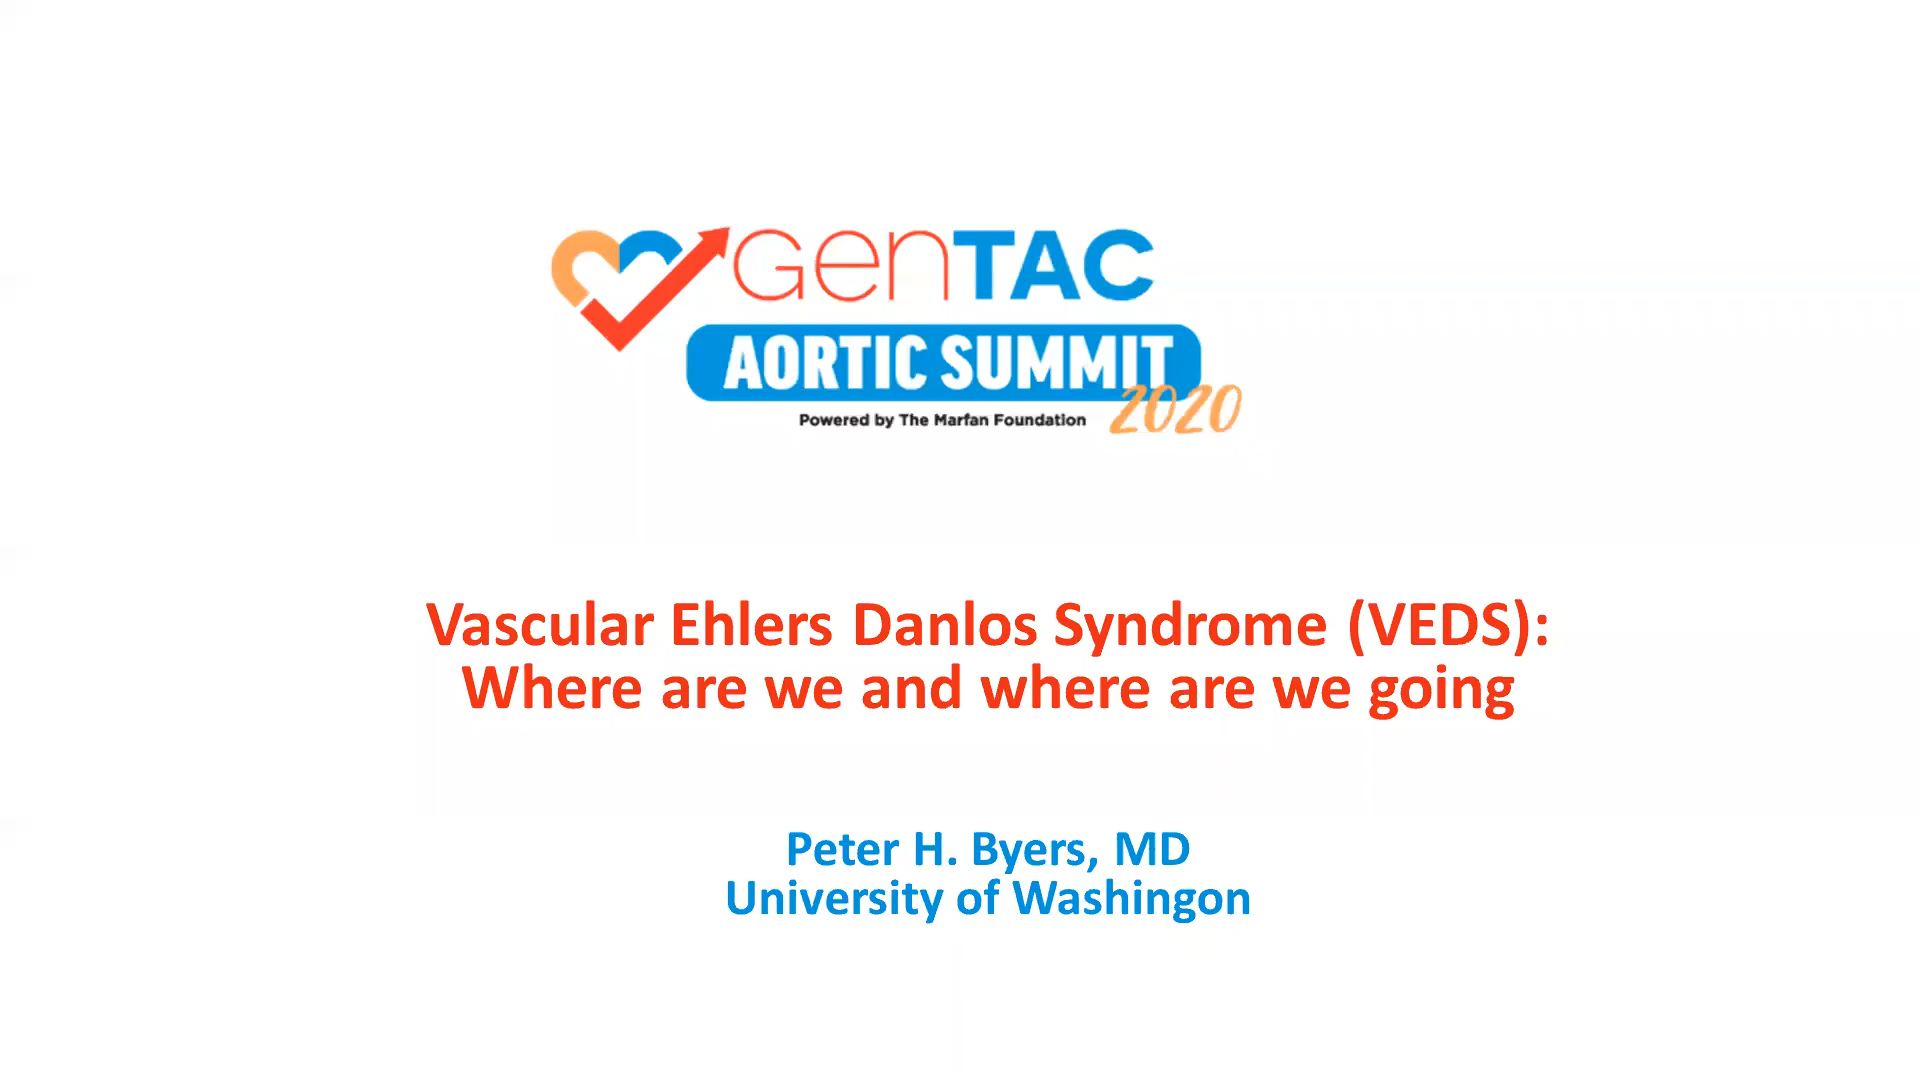 GenTAC
AORTIC SUMMIT
2020
Powered by The Marfan Foundation
Vascular Ehlers Danlos Syndrome (VEDS):
Where are we and where are we going
Peter H. Byers, MD
University of Washingon